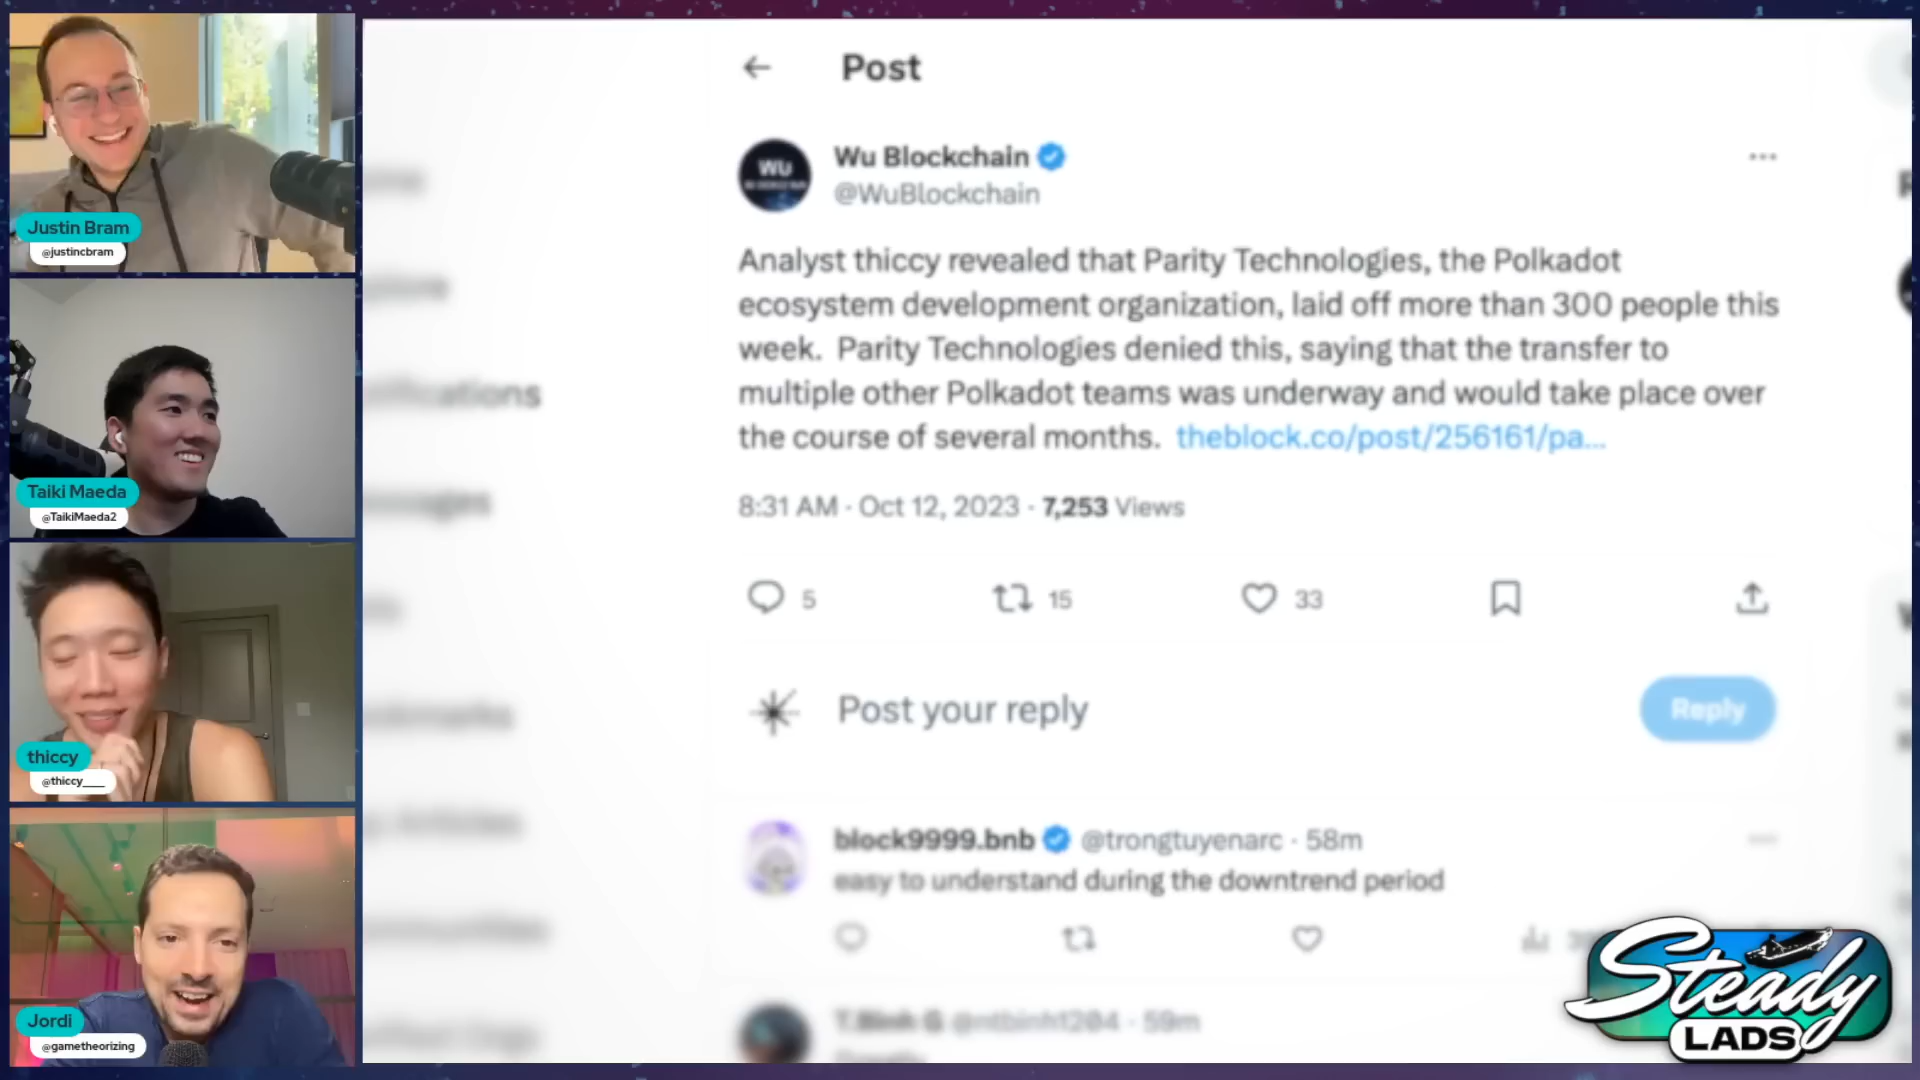 Justin Bram
@justincbram
Taiki Maeda
@TaikiMaeda2
thiccy
@thiccy___
Jordi
@gametheorizing
Post
WU
Wu Blockchain
@WuBlockchain
Analyst thiccy revealed that Parity Technologies, the Polkadot
ecosystem development organization, laid off more than 300 people this
week. Parity Technologies denied this, saying that the transfer to
multiple other Polkadot teams was underway and would take place over
the course of several months. theblock.co/post/256161/pa...
8:31 AM · Oct 12, 2023 · 7,253 Views
5 15 33
Post your reply
Reply
block9999.bnb @trongtuyenarc · 58m
easy to understand during the downtrend period
T.Binh G @ntbinh1204 · 59m
Steady
LADS